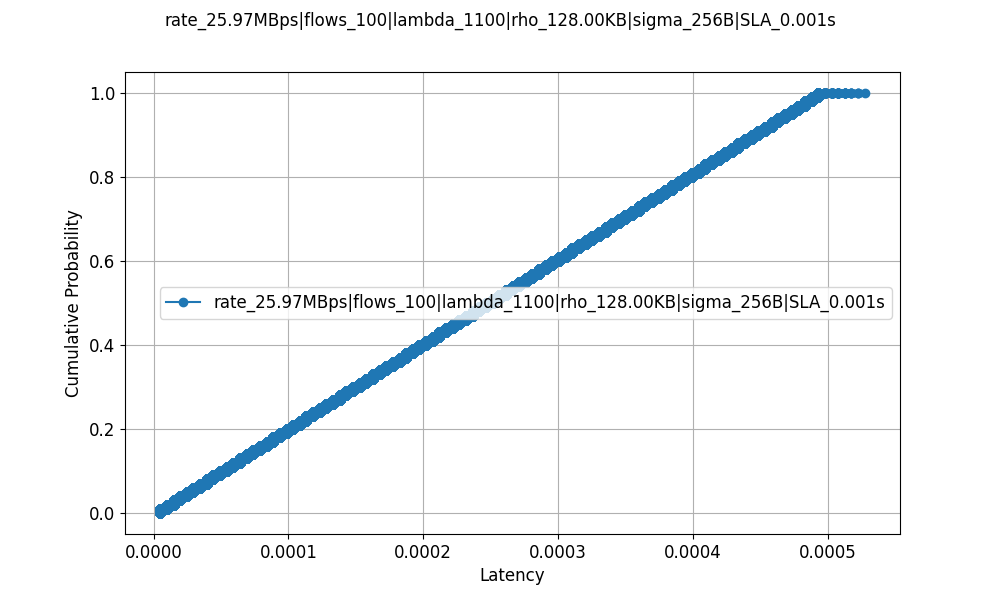 rate_25.97MBps|flows_100|lambda_1100|rho_128.00KB|sigma_256B|SLA_0.001s
1.0
0.8
0.6
0.4
0.2
0.0
Cumulative Probability
rate_25.97MBps|flows_100|lambda_1100|rho_128.00KB|sigma_256B|SLA_0.001s
0.0000 0.0001 0.0002 0.0003 0.0004 0.0005
Latency